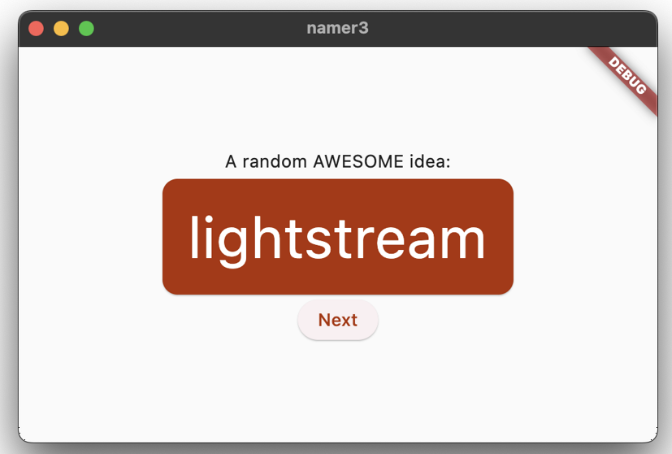 namer3
DEBUG
A random AWESOME idea:
lightstream
Next